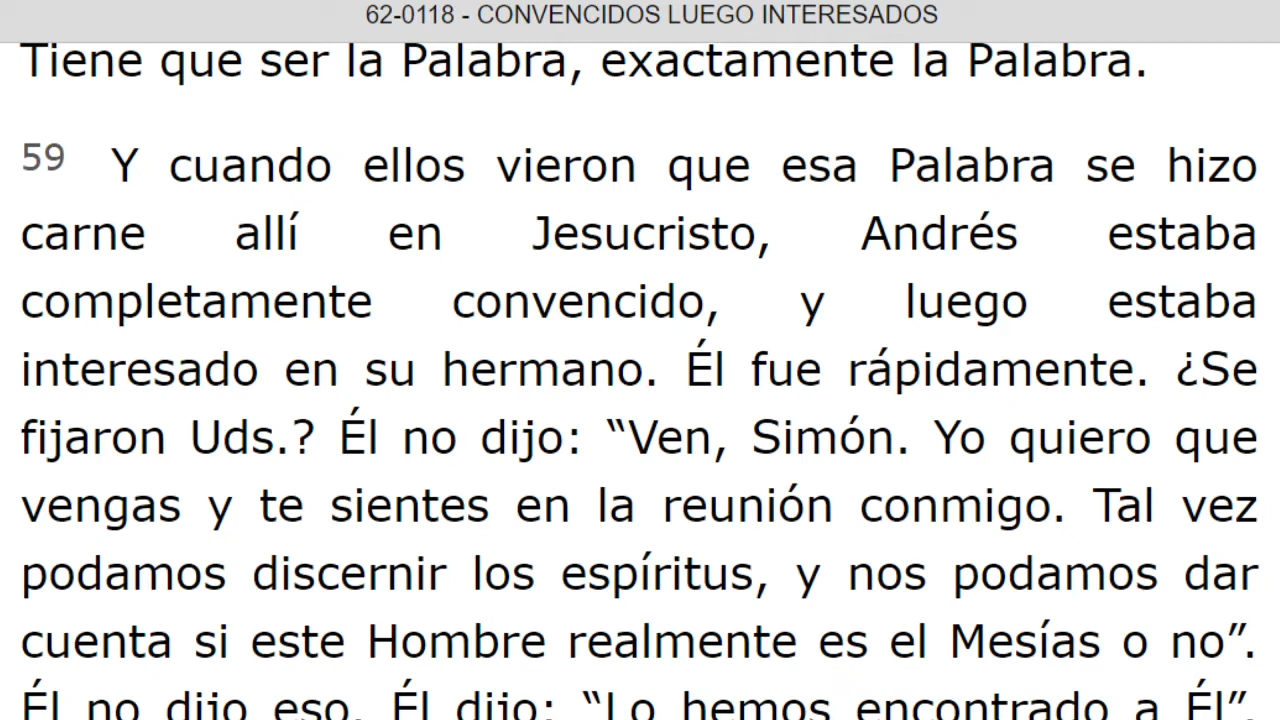 62-0118 - CONVENCIDOS LUEGO INTERESADOS
Tiene que ser la Palabra, exactamente la Palabra.
59 Y cuando ellos vieron que esa Palabra se hizo
carne allí en Jesucristo, Andrés estaba
completamente convencido, y luego estaba
interesado en su hermano. Él fue rápidamente. ¿Se
fijaron Uds.? Él no dijo: “Ven, Simón. Yo quiero que
vengas y te sientes en la reunión conmigo. Tal vez
podamos discernir los espíritus, y nos podamos dar
cuenta si este Hombre realmente es el Mesías o no”.
Él no dijo eso. Él dijo: “Lo hemos encontrado a Él”.